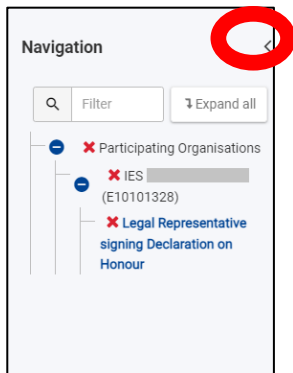 Navigation
Filter
Expand all
Participating Organisations
IES
(E10101328)
Legal Representative
signing Declaration on
Honour